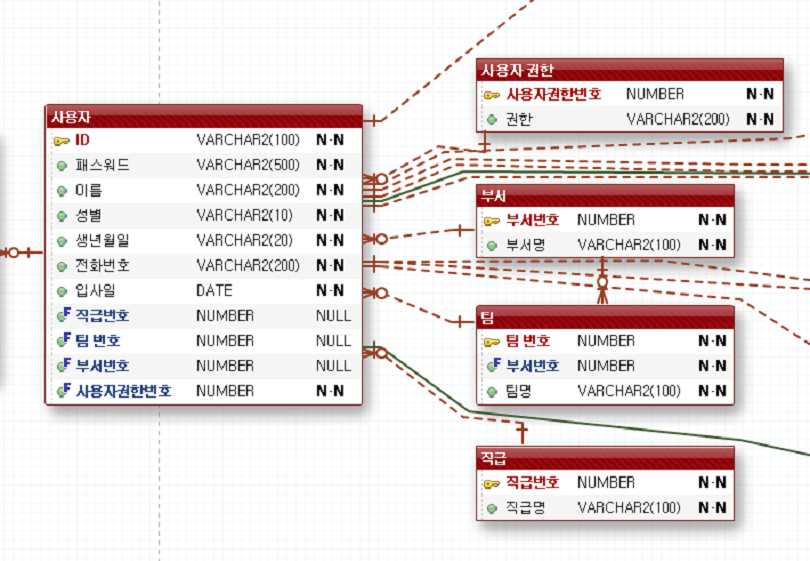 사용자 권한
사용자권한번호 NUMBER N·N
권한 VARCHAR2(200) N·N
사용자
ID VARCHAR2(100) N·N
패스워드 VARCHAR2(500) N·N
이름 VARCHAR2(200) N·N
성별 VARCHAR2(10) N·N
생년월일 VARCHAR2(20) N·N
전화번호 VARCHAR2(200) N·N
입사일 DATE N·N
직급번호 NUMBER NULL
팀 번호 NUMBER NULL
부서번호 NUMBER NULL
사용자권한번호 NUMBER N·N
부서
부서번호 NUMBER N·N
부서명 VARCHAR2(100) N·N
팀
팀 번호 NUMBER N·N
부서번호 NUMBER N·N
팀명 VARCHAR2(100) N·N
직급
직급번호 NUMBER N·N
직급명 VARCHAR2(100) N·N